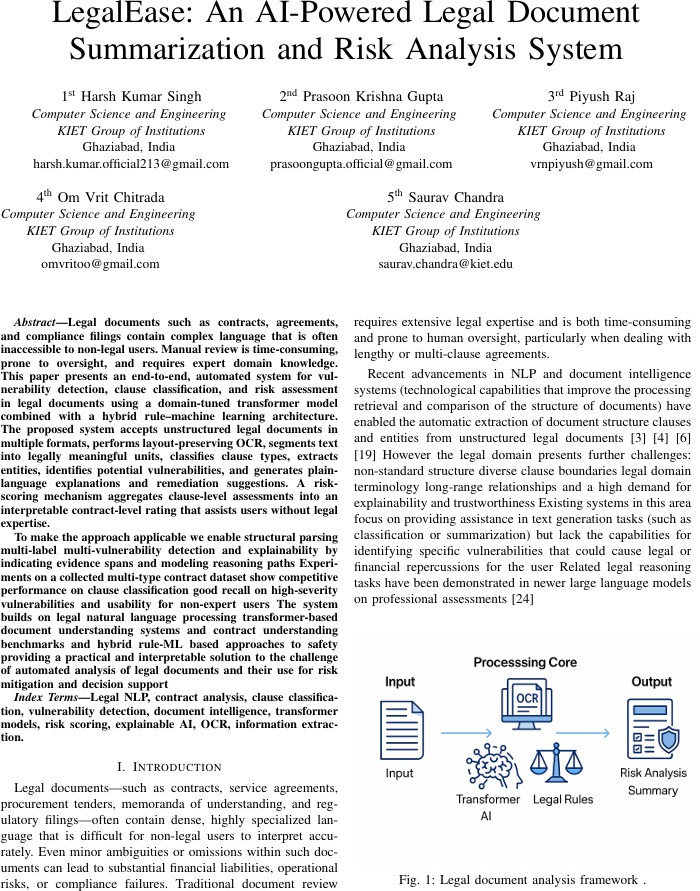 LegalEase: An AI-Powered Legal Document
Summarization and Risk Analysis System
1st Harsh Kumar Singh
Computer Science and Engineering
KIET Group of Institutions
Ghaziabad, India
harsh.kumar.official213@gmail.com
2nd Prasoon Krishna Gupta
Computer Science and Engineering
KIET Group of Institutions
Ghaziabad, India
prasoongupta.official@gmail.com
3rd Piyush Raj
Computer Science and Engineering
KIET Group of Institutions
Ghaziabad, India
vrnpiyush@gmail.com
4th Om Vrit Chitrada
Computer Science and Engineering
KIET Group of Institutions
Ghaziabad, India
omvritoo@gmail.com
5th Saurav Chandra
Computer Science and Engineering
KIET Group of Institutions
Ghaziabad, India
saurav.chandra@kiet.edu
Abstract—Legal documents such as contracts, agreements,
and compliance filings contain complex language that is often
inaccessible to non-legal users. Manual review is time-consuming,
prone to oversight, and requires expert domain knowledge.
This paper presents an end-to-end, automated system for vul-
nerability detection, clause classification, and risk assessment
in legal documents using a domain-tuned transformer model
combined with a hybrid rule–machine learning architecture.
The proposed system accepts unstructured legal documents in
multiple formats, performs layout-preserving OCR, segments text
into legally meaningful units, classifies clause types, extracts
entities, identifies potential vulnerabilities, and generates plain-
language explanations and remediation suggestions. A risk-
scoring mechanism aggregates clause-level assessments into an
interpretable contract-level rating that assists users without legal
expertise.
To make the approach applicable we enable structural parsing
multi-label multi-vulnerability detection and explainability by
indicating evidence spans and modeling reasoning paths Experi-
ments on a collected multi-type contract dataset show competitive
performance on clause classification good recall on high-severity
vulnerabilities and usability for non-expert users The system
builds on legal natural language processing transformer-based
document understanding systems and contract understanding
benchmarks and hybrid rule-ML based approaches to safety
providing a practical and interpretable solution to the challenge
of automated analysis of legal documents and their use for risk
mitigation and decision support
Index Terms—Legal NLP, contract analysis, clause classifica-
tion, vulnerability detection, document intelligence, transformer
models, risk scoring, explainable AI, OCR, information extrac-
tion.
I. INTRODUCTION
Legal documents—such as contracts, service agreements,
procurement tenders, memoranda of understanding, and reg-
ulatory filings—often contain dense, highly specialized lan-
guage that is difficult for non-legal users to interpret accu-
rately. Even minor ambiguities or omissions within such doc-
uments can lead to substantial financial liabilities, operational
risks, or compliance failures. Traditional document review
requires extensive legal expertise and is both time-consuming
and prone to human oversight, particularly when dealing with
lengthy or multi-clause agreements.
Recent advancements in NLP and document intelligence
systems (technological capabilities that improve the processing
retrieval and comparison of the structure of documents) have
enabled the automatic extraction of document structure clauses
and entities from unstructured legal documents [3] [4] [6]
[19] However the legal domain presents further challenges:
non-standard structure diverse clause boundaries legal domain
terminology long-range relationships and a high demand for
explainability and trustworthiness Existing systems in this area
focus on providing assistance in text generation tasks (such as
classification or summarization) but lack the capabilities for
identifying specific vulnerabilities that could cause legal or
financial repercussions for the user Related legal reasoning
tasks have been demonstrated in newer large language models
on professional assessments [24]
Input
Input
Processsing Core
OCR
Transformer
AI
Legal Rules
Output
Risk Analysis
Summary
Fig. 1: Legal document analysis framework .